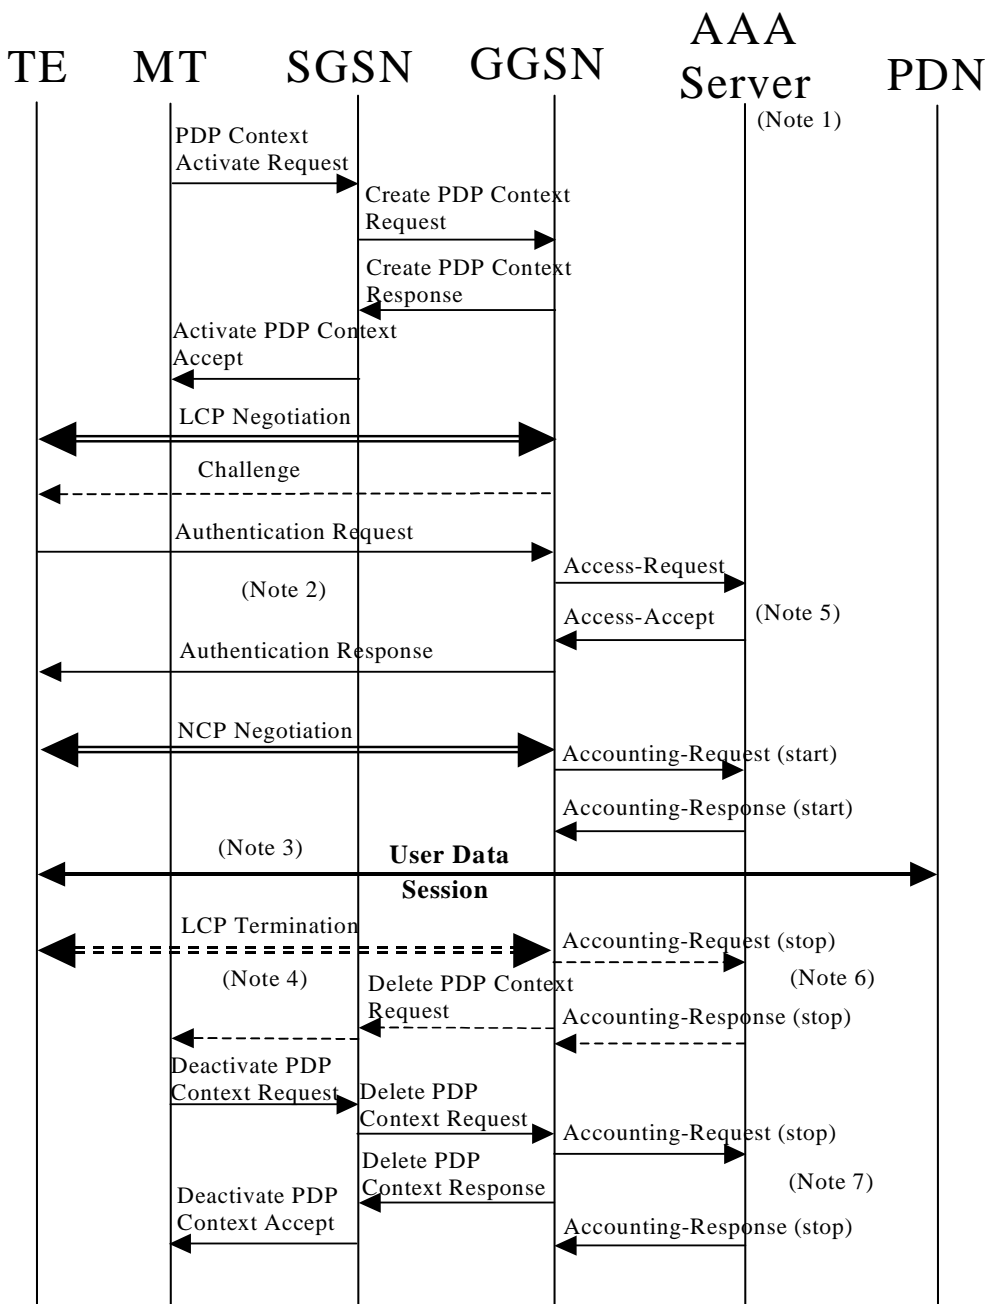 TE
MT
SGSN
GGSN
AAA
Server
PDN
(Note 1)
PDP Context
Activate Request
Create PDP Context
Request
Create PDP Context
Response
Activate PDP Context
Accept
LCP Negotiation
Challenge
Authentication Request
Access-Request
(Note 2)
(Note 5)
Access-Accept
Authentication Response
NCP Negotiation
Accounting-Request (start)
Accounting-Response (start)
(Note 3)
User Data
Session
LCP Termination
Accounting-Request (stop)
(Note 4)
(Note 6)
Delete PDP Context
Request
Accounting-Response (stop)
Deactivate PDP
Context Request
Delete PDP
Context Request
Accounting-Request (stop)
Delete PDP
Context Response
(Note 7)
Deactivate PDP
Context Accept
Accounting-Response (stop)